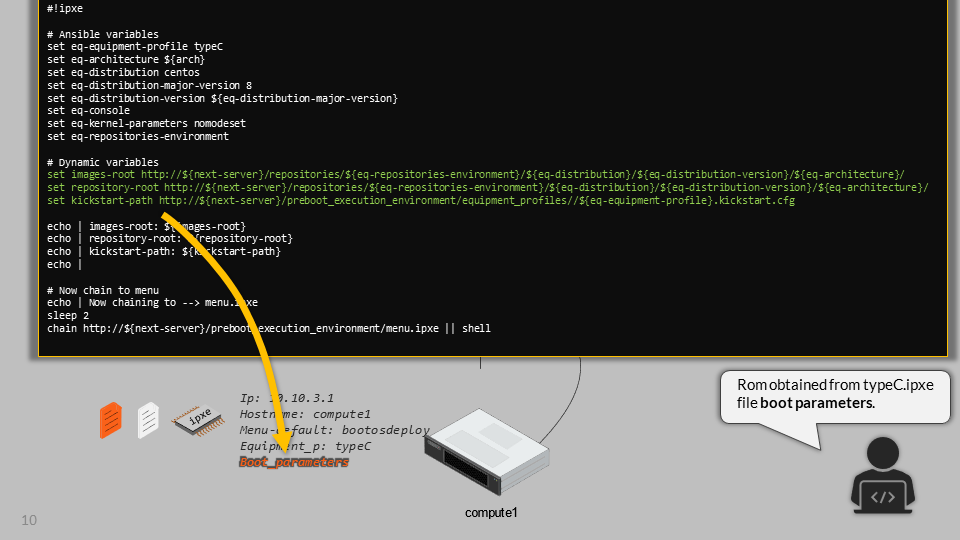 #!ipxe
# Ansible variables
set eq-equipment-profile typeC
set eq-architecture ${arch}
set eq-distribution centos
set eq-distribution-major-version 8
set eq-distribution-version ${eq-distribution-major-version}
set eq-console
set eq-kernel-parameters nomodeset
set eq-repositories-environment
# Dynamic variables
set images-root http://${next-server}/repositories/${eq-repositories-environment}/${eq-distribution}/${eq-distribution-version}/${eq-architecture}/
set repository-root http://${next-server}/repositories/${eq-repositories-environment}/${eq-distribution}/${eq-distribution-version}/${eq-architecture}/
set kickstart-path http://${next-server}/preboot_execution_environment/equipment_profiles//${eq-equipment-profile}.kickstart.cfg
echo | images-root: ${images-root}
echo | repository-root: ${repository-root}
echo | kickstart-path: ${kickstart-path}
echo |
# Now chain to menu
echo | Now chaining to --> menu.ipxe
sleep 2
chain http://${next-server}/preboot_execution_environment/menu.ipxe || shell
Rom obtained from typeC.ipxe
file boot parameters.
ipxe
Ip: 10.10.3.1
Hostname: compute1
Menu-default: bootosdeploy
Equipment_p: typeC
Boot_parameters
</>
compute1
10